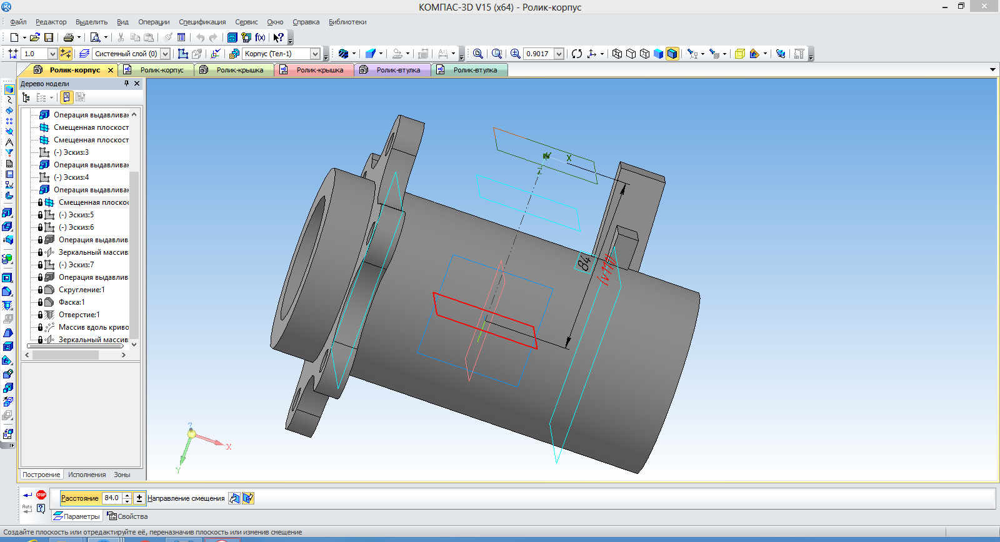 КОМПАС-3D V15 (x64) - Ролик-корпус
Файл Редактор Выделить Вид Операции Спецификация Сервис Окно Справка Библиотеки
f(x)
1.0 Системный слой (0) Корпус (Тел-1) 0.9017
Ролик-корпус Ролик-корпус Ролик-крышка Ролик-крышка Ролик-втулка Ролик-втулка
Дерево модели
Операция выдавлива
Смещенная плоскост
Смещенная плоскост
(-) Эскиз:3
Операция выдавлива
(-) Эскиз:4
Операция выдавлива
Смещенная плоско
(-) Эскиз:5
(-) Эскиз:6
Операция выдавлив
Зеркальный массив
(-) Эскиз:7
Операция выдавлив
Скругление:1
Фаска:1
Отверстие:1
Массив вдоль криво
Зеркальный массив
Построение Исполнения Зоны
X
Z
84
Z
X
Y
STOP Расстояние 84.0 ± Направление смещения
Auto
Параметры Свойства
Создайте плоскость или отредактируйте её, переназначив плоскость или изменив смещение